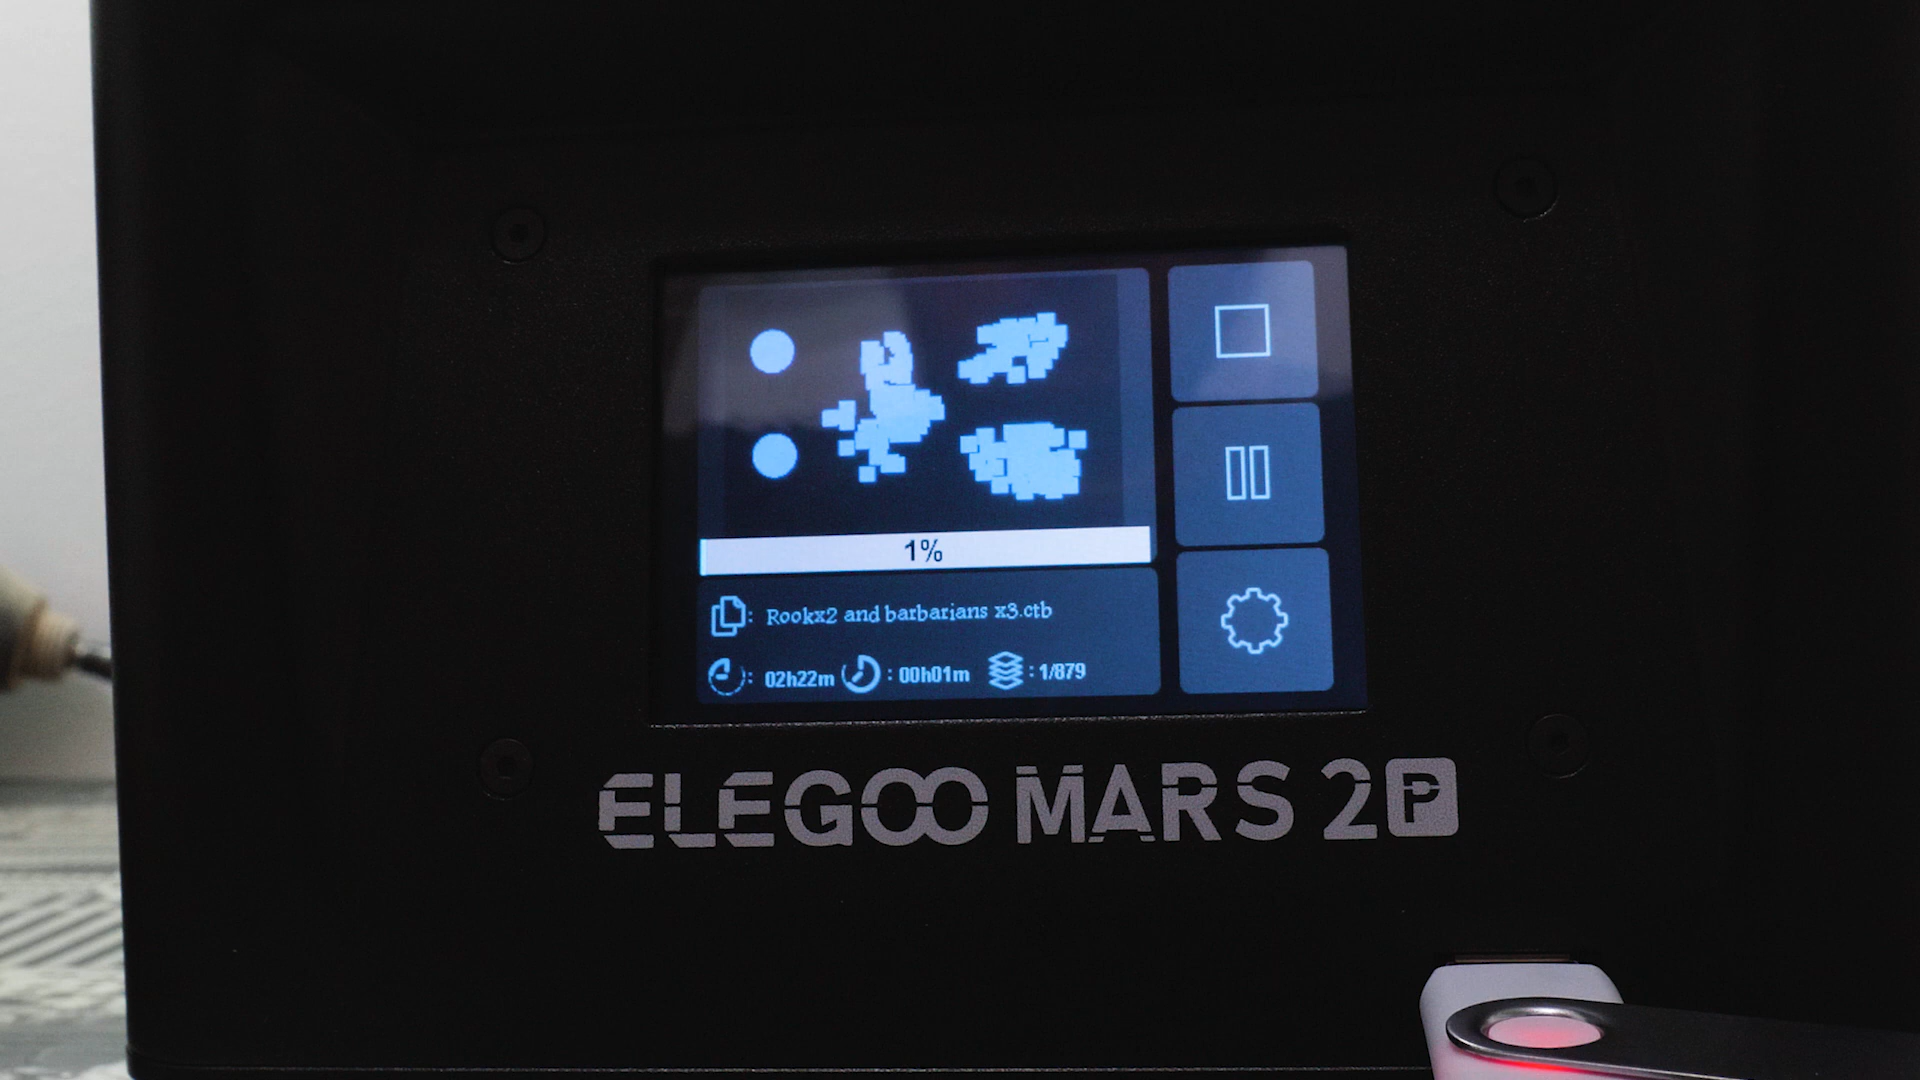 1%
: Rookx2 and barbarians x3.ctb
: 02h22m : 00h01m : 1/879
ELEGOO MARS 2P